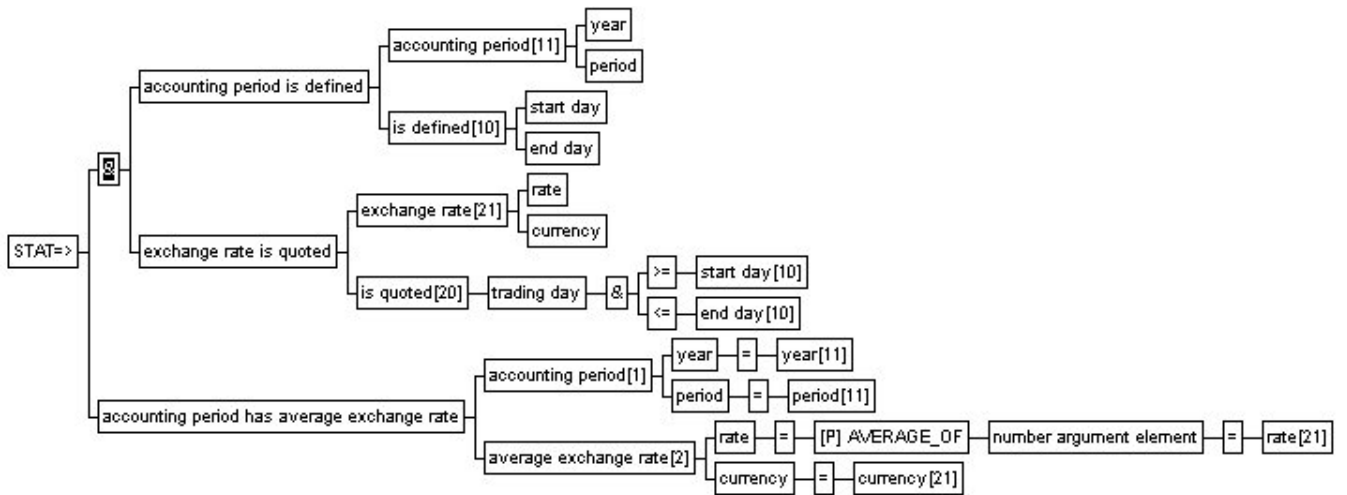 year
accounting period[11]
period
accounting period is defined
start day
is defined[10]
end day
&
rate
exchange rate[21]
currency
STAT=>
exchange rate is quoted
>=
start day[10]
is quoted[20]
trading day
&
<=
end day[10]
year
=
year[11]
accounting period[1]
period
=
period[11]
accounting period has average exchange rate
rate
=
[P] AVERAGE_OF
number argument element
=
rate[21]
average exchange rate[2]
currency
=
currency[21]